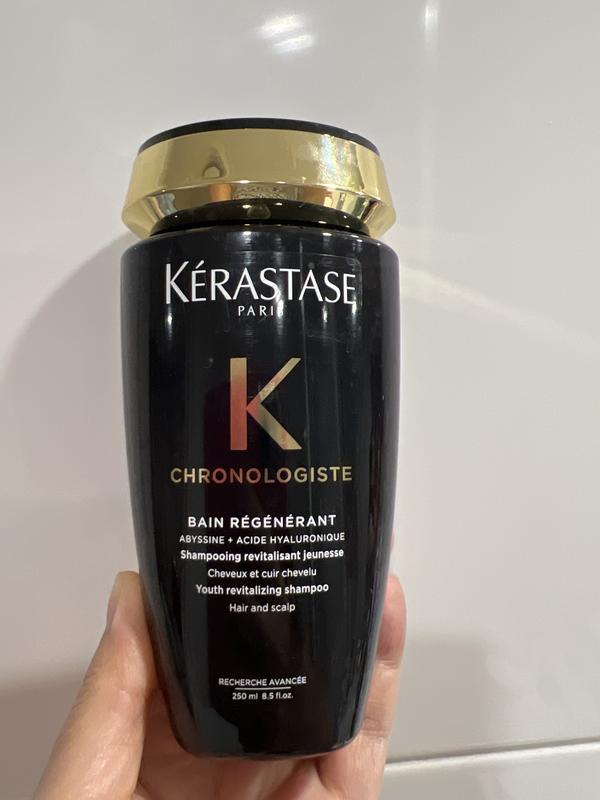 KÉRASTASE
PARIS
K
CHRONOLOGISTE
BAIN RÉGÉNÉRANT
ABYSSINE + ACIDE HYALURONIQUE
Shampooing revitalisant jeunesse
Cheveux et cuir chevelu
Youth revitalizing shampoo
Hair and scalp
RECHERCHE AVANCÉE
250 ml 8.5 fl.oz.